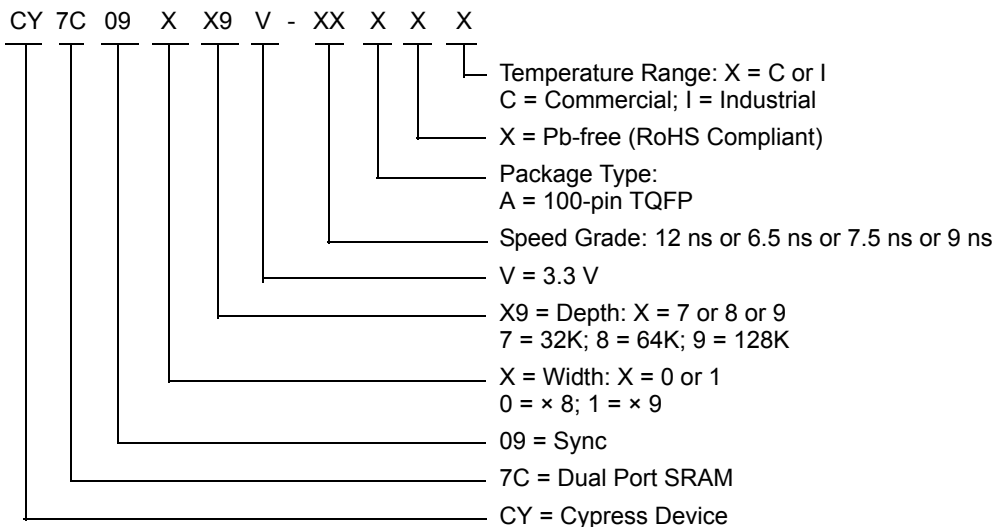 CY 7C 09 X X9 V - XX X X X
Temperature Range: X = C or I
C = Commercial; I = Industrial
X = Pb-free (RoHS Compliant)
Package Type:
A = 100-pin TQFP
Speed Grade: 12 ns or 6.5 ns or 7.5 ns or 9 ns
V = 3.3 V
X9 = Depth: X = 7 or 8 or 9
7 = 32K; 8 = 64K; 9 = 128K
X = Width: X = 0 or 1
0 = × 8; 1 = × 9
09 = Sync
7C = Dual Port SRAM
CY = Cypress Device